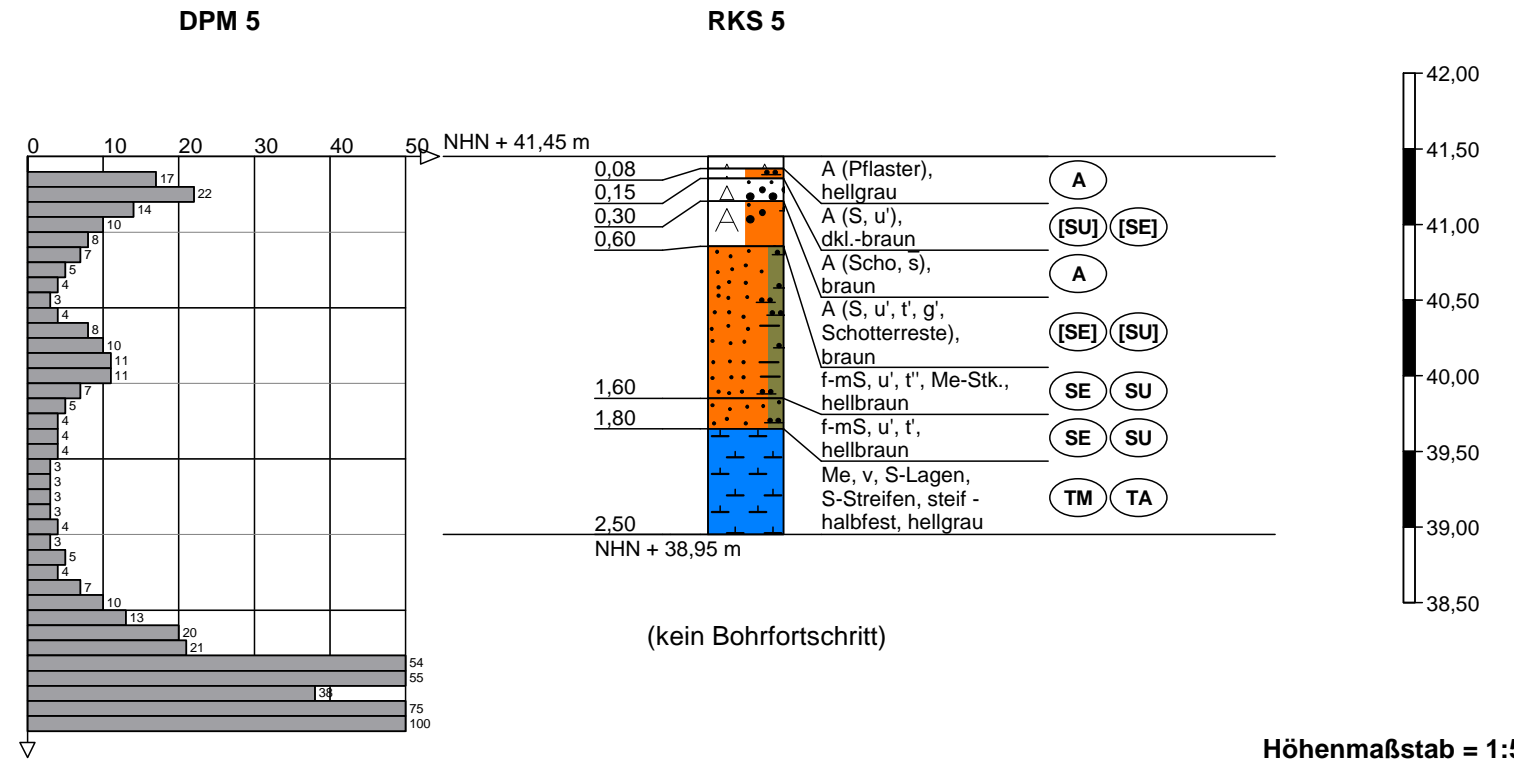 DPM 5
RKS 5
0 10 20 30 40 50
17
22
14
10
8
7
5
4
3
4
8
10
11
11
7
5
4
4
4
3
3
3
3
4
3
5
4
7
10
13
20
21
54
55
38
75
100
NHN + 41,45 m
0,08
0,15
0,30
0,60
1,60
1,80
2,50
NHN + 38,95 m
A
A (Pflaster),
hellgrau
A
A (S, u'),
dkl.-braun
[SU] [SE]
A (Scho, s̅),
braun
A
A (S, u', t', g',
Schotterreste),
braun
[SE] [SU]
f-mS, u', t'', Me-Stk.,
hellbraun
SE SU
f-mS, u', t',
hellbraun
SE SU
Me, v, S-Lagen,
S-Streifen, steif -
halbfest, hellgrau
TM TA
(kein Bohrfortschritt)
42,00
41,50
41,00
40,50
40,00
39,50
39,00
38,50
Höhenmaßstab = 1:5